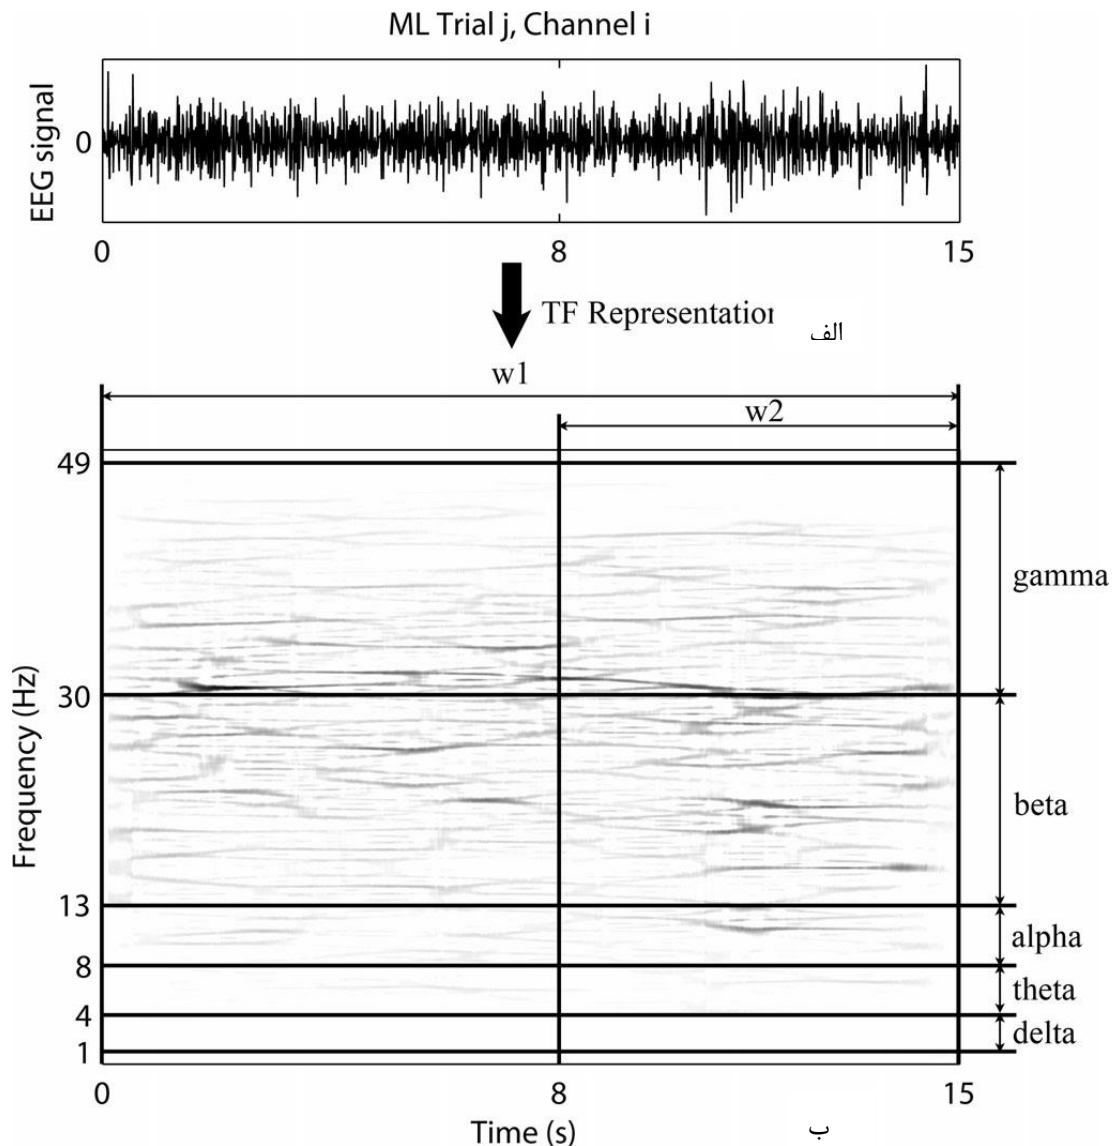 ML Trial j, Channel i
EEG signal
0
0 8 15
TF Representation
الف
w1
w2
49
gamma
30
Frequency (Hz)
beta
13
alpha
8
theta
4
delta
1
0 8 15
Time (s)
ب